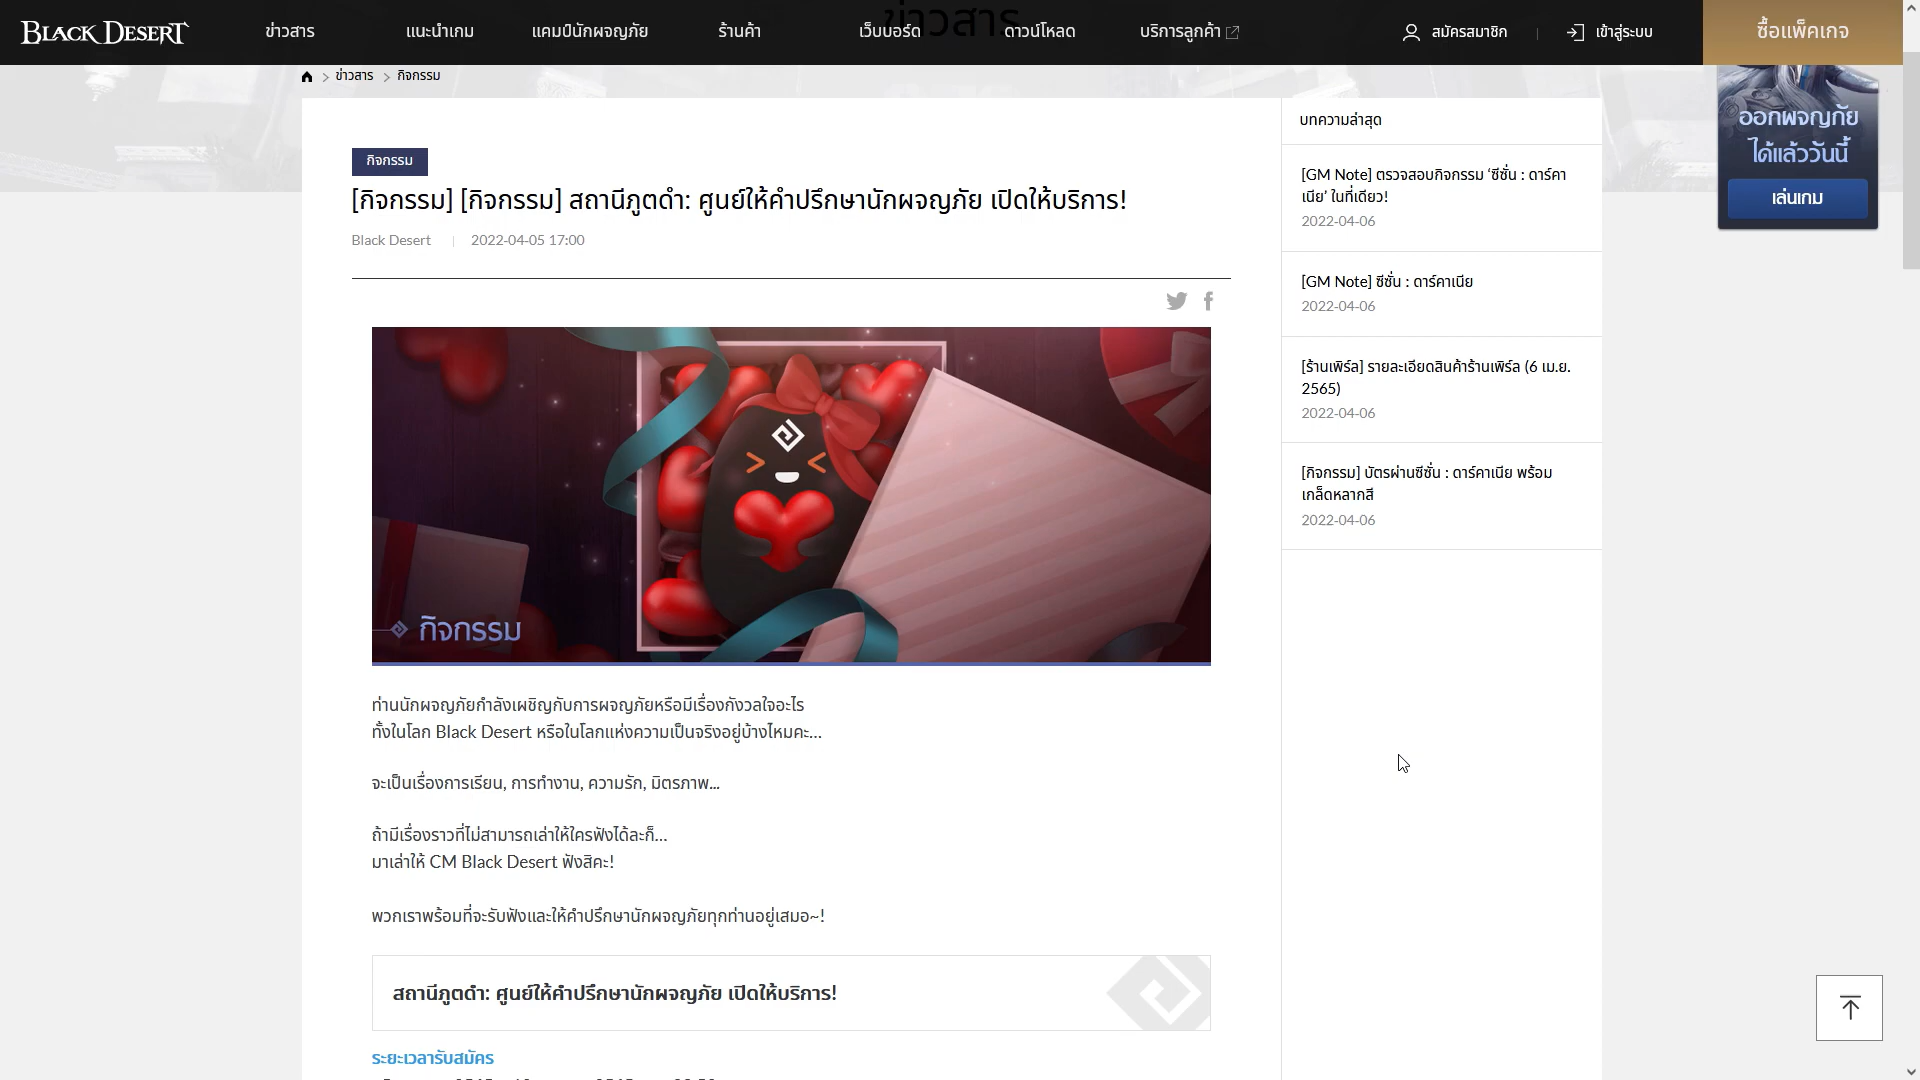 BLACK DESERT
ข่าวสาร
แนะนำเกม
แคมป์นักผจญภัย
ร้านค้า
เว็บบอร์ด
ดาวน์โหลด
บริการลูกค้า
สมัครสมาชิก
เข้าสู่ระบบ
ซื้อแพ็คเกจ
ข่าวสาร
ข่าวสาร > กิจกรรม
ออกผจญภัย
ได้แล้ววันนี้
เล่นเกม
กิจกรรม
[กิจกรรม] [กิจกรรม] สถานีภูตดำ: ศูนย์ให้คำปรึกษานักผจญภัย เปิดให้บริการ!
Black Desert | 2022-04-05 17:00
กิจกรรม
ท่านนักผจญภัยกำลังเผชิญกับการผจญภัยหรือมีเรื่องกังวลใจอะไร
ทั้งในโลก Black Desert หรือในโลกแห่งความเป็นจริงอยู่บ้างไหมคะ...
จะเป็นเรื่องการเรียน, การทำงาน, ความรัก, มิตรภาพ...
ถ้ามีเรื่องราวที่ไม่สามารถเล่าให้ใครฟังได้ละก็...
มาเล่าให้ CM Black Desert ฟังสิคะ!
พวกเราพร้อมที่จะรับฟังและให้คำปรึกษานักผจญภัยทุกท่านอยู่เสมอ~!
สถานีภูตดำ: ศูนย์ให้คำปรึกษานักผจญภัย เปิดให้บริการ!
ระยะเวลารับสมัคร
บทความล่าสุด
[GM Note] ตรวจสอบกิจกรรม ‘ซีซั่น : ดาร์คา
เนีย’ ในที่เดียว!
2022-04-06
[GM Note] ซีซั่น : ดาร์คาเนีย
2022-04-06
[ร้านเพิร์ล] รายละเอียดสินค้าร้านเพิร์ล (6 เม.ย.
2565)
2022-04-06
[กิจกรรม] บัตรผ่านซีซั่น : ดาร์คาเนีย พร้อม
เกล็ดหลากสี
2022-04-06